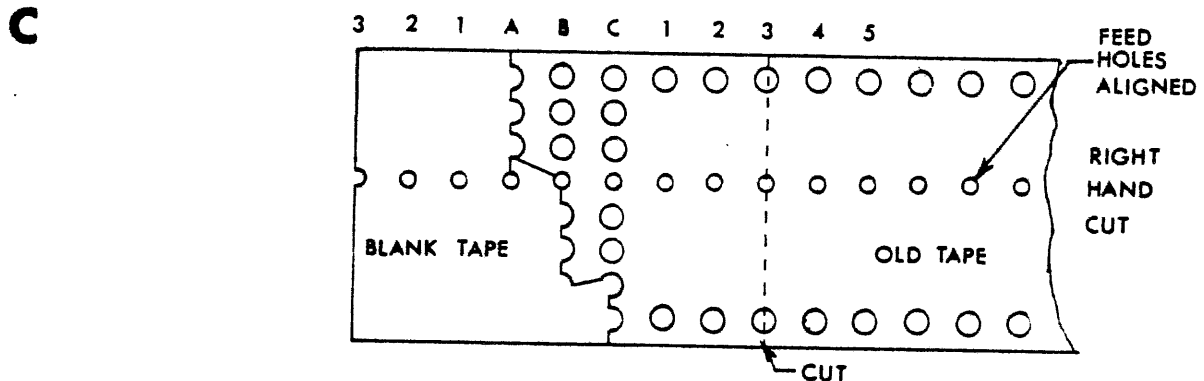 C
3 2 1 A B C 1 2 3 4 5
FEED
HOLES
ALIGNED
RIGHT
HAND
CUT
BLANK TAPE
OLD TAPE
CUT